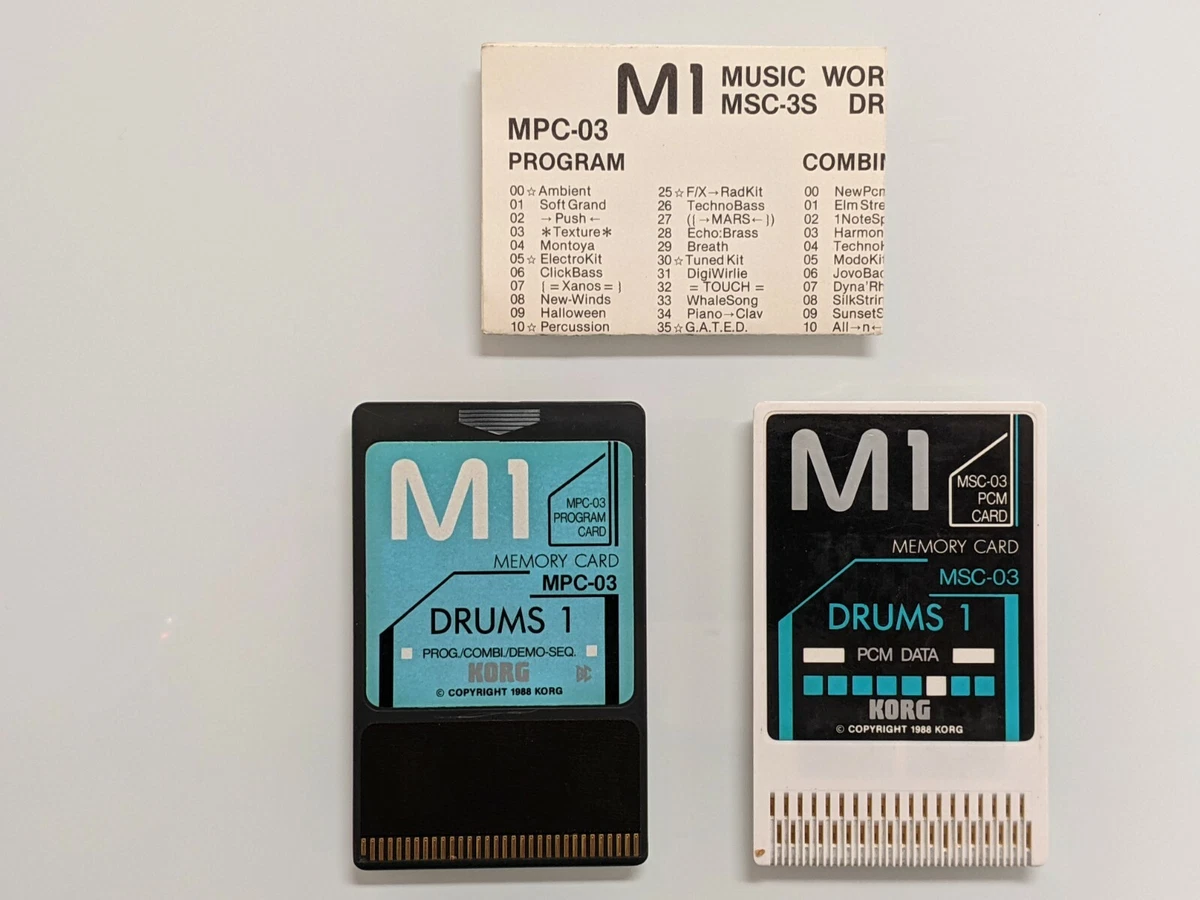 M1 MUSIC WOR
MSC-3S DR
MPC-03
PROGRAM
COMBIN
00☆Ambient
01 Soft Grand
02 →Push←
03 ✳Texture✳
04 Montoya
05☆ElectroKit
06 ClickBass
07 [=Xanos=]
08 New-Winds
09 Halloween
10☆Percussion
25☆F/X→RadKit
26 TechnoBass
27 ([→MARS←])
28 Echo:Brass
29 Breath
30☆Tuned Kit
31 DigiWirlie
32 =TOUCH=
33 WhaleSong
34 Piano→Clav
35☆G.A.T.E.D.
00 NewPcm
01 Elm Stre
02 1NoteSp
03 Harmon
04 Techno
05 ModoKit
06 JovoBac
07 Dyna'Rh
08 SilkStrin
09 SunsetS
10 All→n←
M1
MPC-03
PROGRAM
CARD
MEMORY CARD
MPC-03
DRUMS 1
PROG./COMBI./DEMO-SEQ.
KORG
© COPYRIGHT 1988 KORG
M1
MSC-03
PCM
CARD
MEMORY CARD
MSC-03
DRUMS 1
PCM DATA
KORG
© COPYRIGHT 1988 KORG